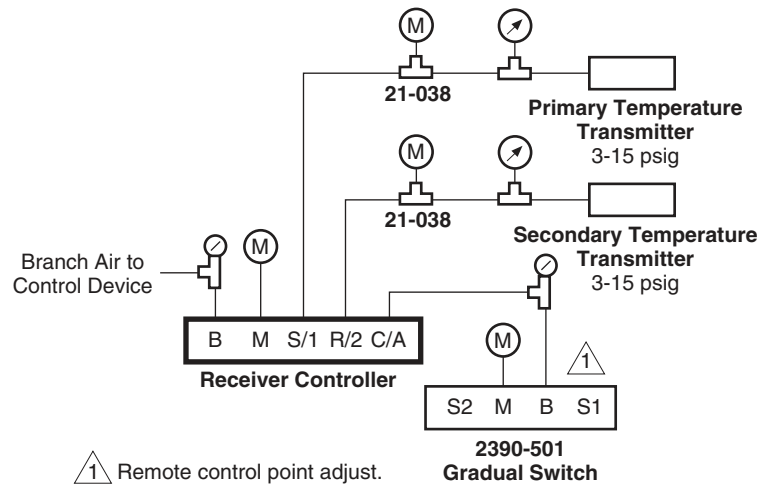 M
21-038
Primary Temperature
Transmitter
3-15 psig
M
21-038
Secondary Temperature
Transmitter
3-15 psig
Branch Air to
Control Device
M
B M S/1 R/2 C/A
Receiver Controller
M
1
S2 M B S1
2390-501
Gradual Switch
1 Remote control point adjust.